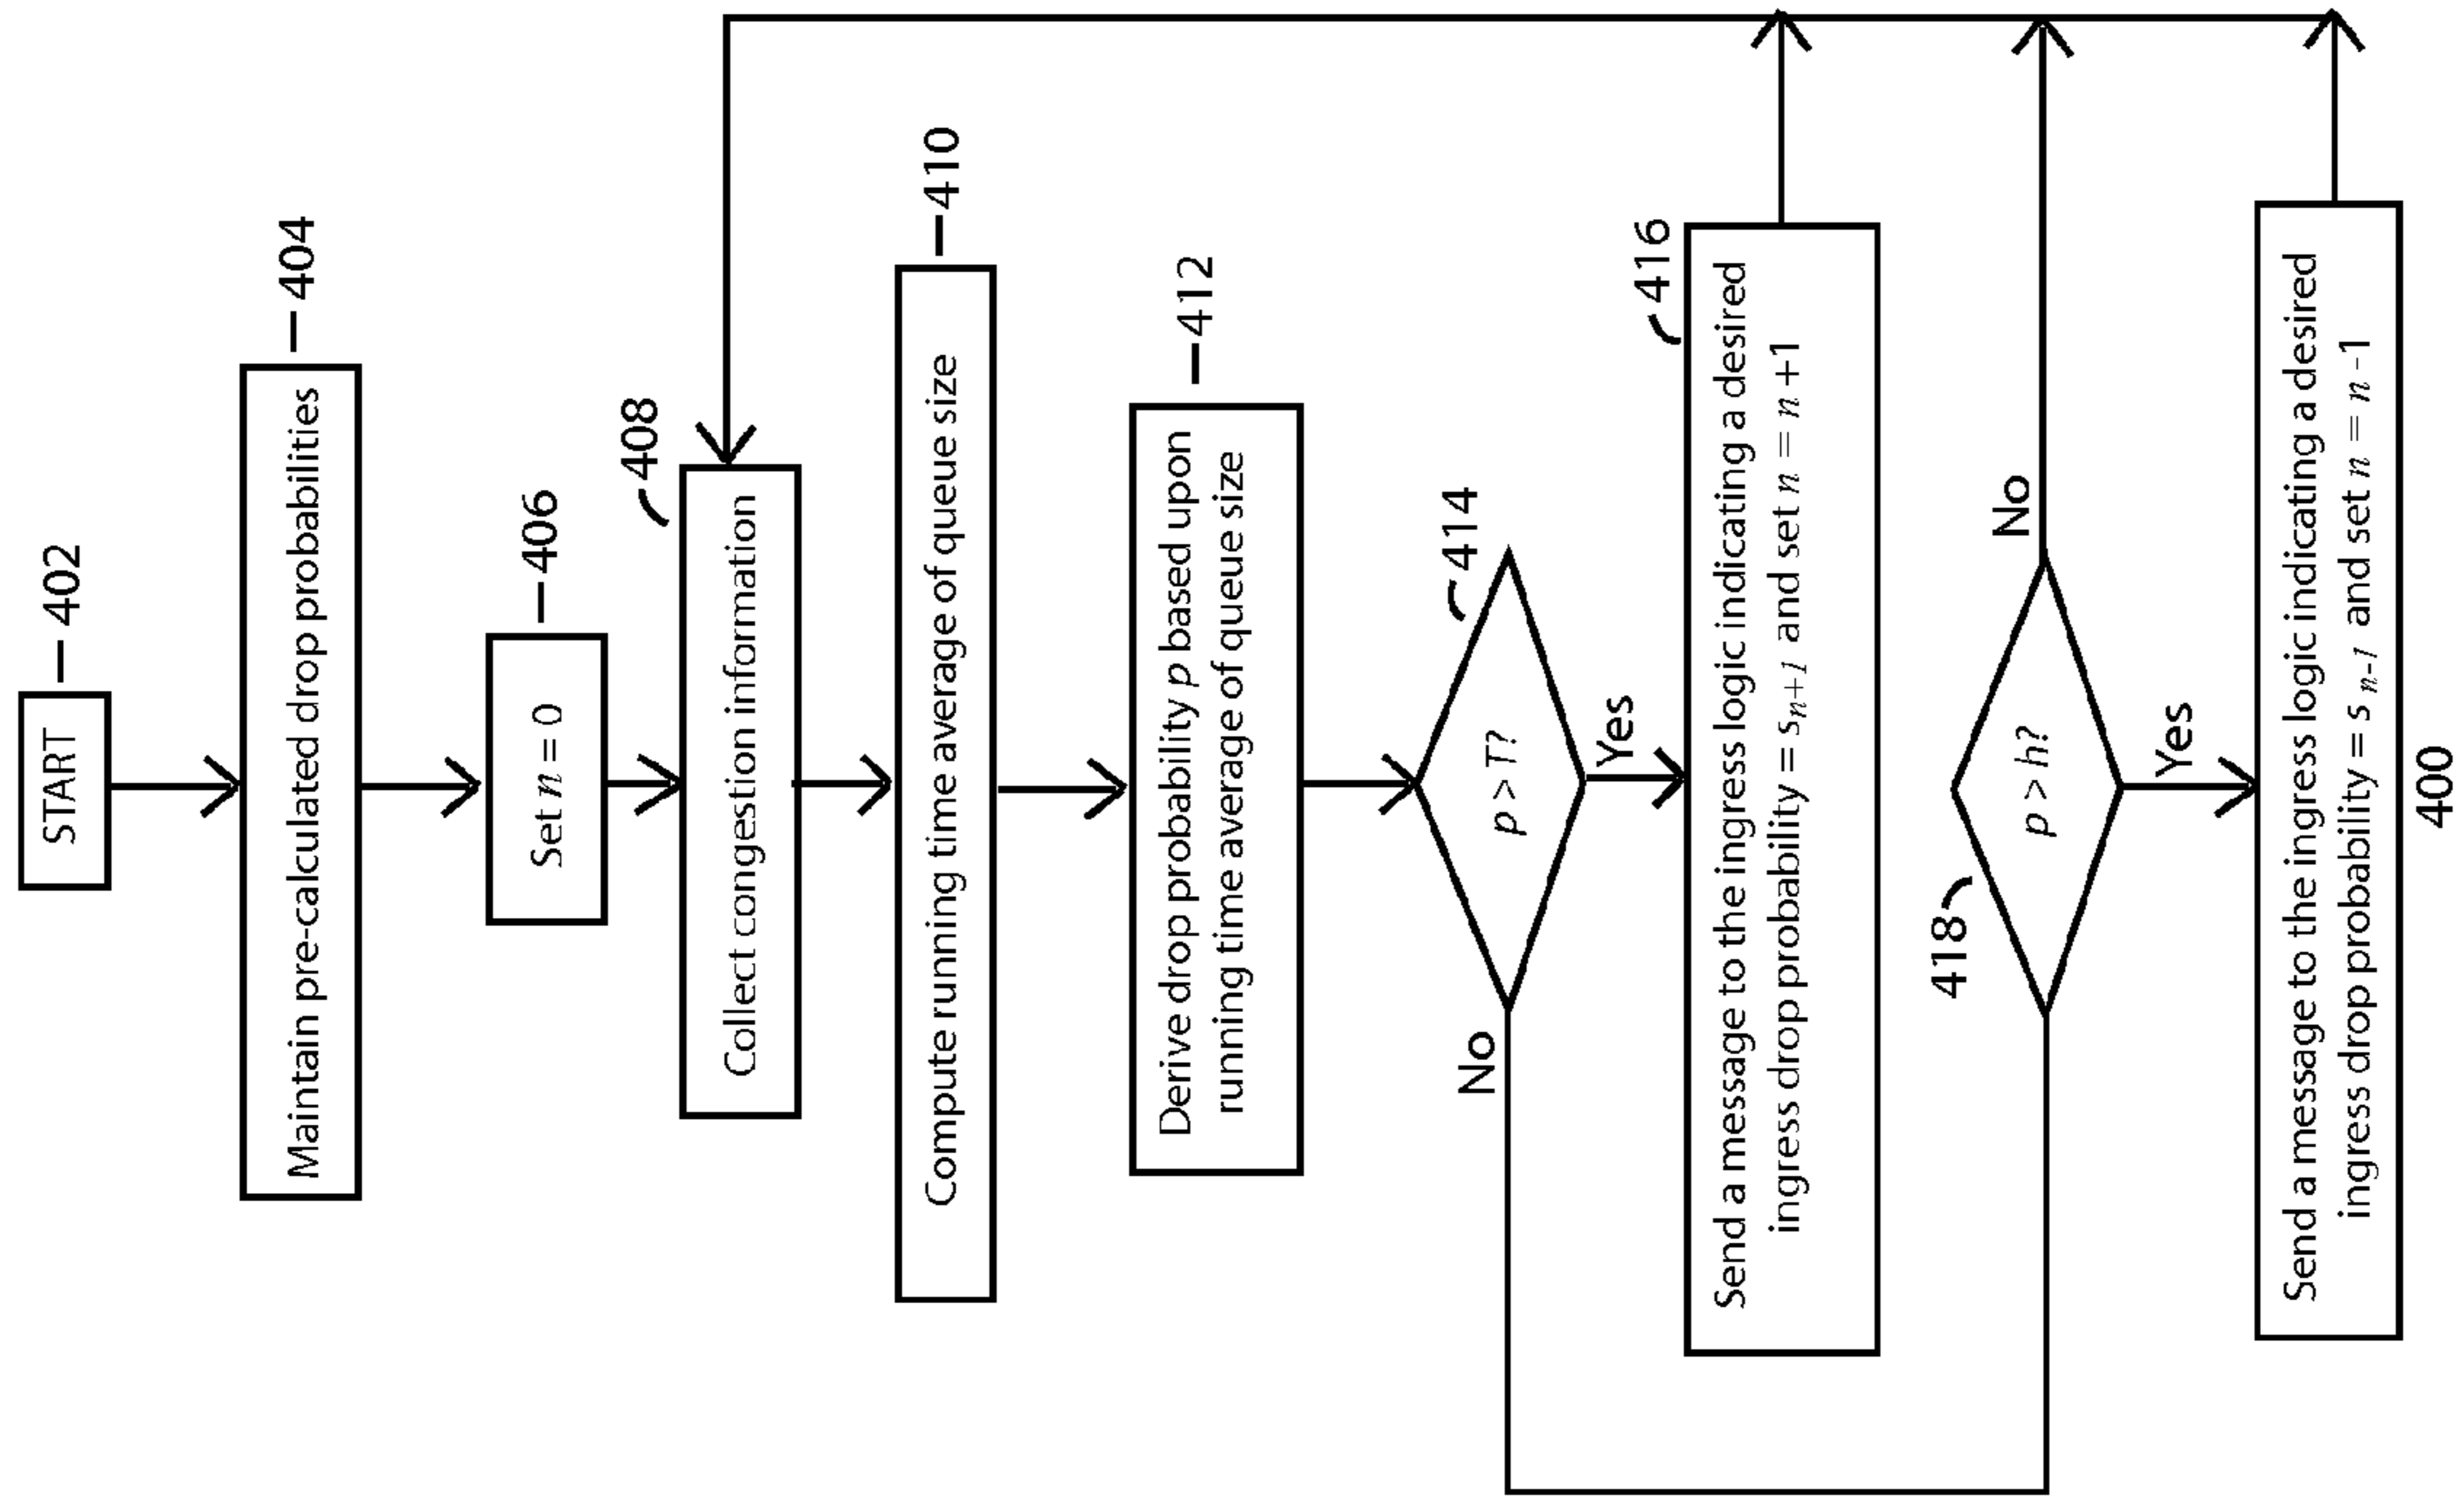 START
402
Maintain pre-calculated drop probabilities
404
Set n = 0
406
408
Collect congestion information
Compute running time average of queue size
410
Derive drop probability p based upon
running time average of queue size
412
414
p > T?
No
Yes
416
Send a message to the ingress logic indicating a desired
ingress drop probability = sn+1 and set n = n +1
418
p > h?
No
Yes
Send a message to the ingress logic indicating a desired
ingress drop probability = s n-1 and set n = n -1
400